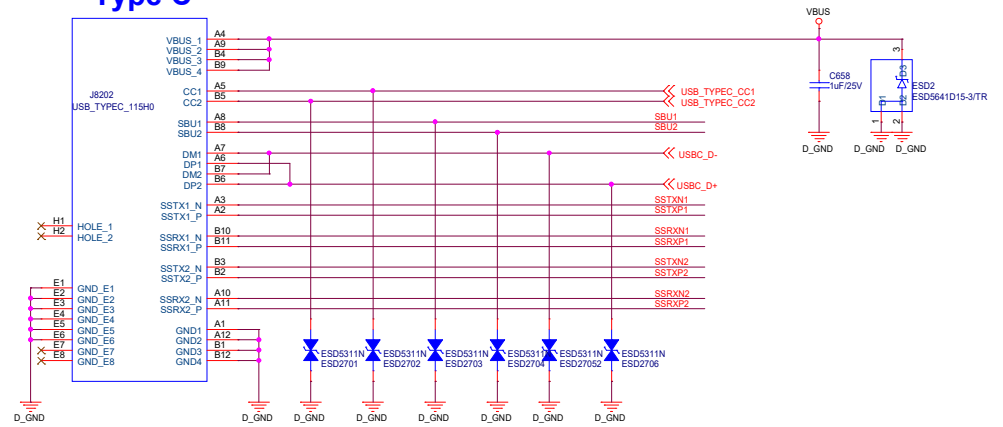 Type-C
VBUS
J8202
USB_TYPEC_115H0
VBUS_1
VBUS_2
VBUS_3
VBUS_4
A4
A9
B4
B9
CC1
CC2
A5
B5
USB_TYPEC_CC1
USB_TYPEC_CC2
SBU1
SBU2
A8
B8
SBU1
SBU2
DM1
DP1
DM2
DP2
A7
A6
B7
B6
USBC_D-
USBC_D+
SSTX1_N
SSTX1_P
A3
A2
SSTXN1
SSTXP1
HOLE_1
HOLE_2
H1
H2
SSRX1_N
SSRX1_P
B10
B11
SSRXN1
SSRXP1
SSTX2_N
SSTX2_P
B3
B2
SSTXN2
SSTXP2
SSRX2_N
SSRX2_P
A10
A11
SSRXN2
SSRXP2
E1
E2
E3
E4
E5
E6
E7
E8
GND_E1
GND_E2
GND_E3
GND_E4
GND_E5
GND_E6
GND_E7
GND_E8
GND1
GND2
GND3
GND4
A1
A12
B1
B12
C658
1uF/25V
3
D3
D1
D2
1
2
ESD2
ESD5641D15-3/TR
D_GND
D_GND
D_GND
ESD5311N
ESD2701
ESD5311N
ESD2702
ESD5311N
ESD2703
ESD5311N
ESD2704
ESD5311N
ESD27052
ESD5311N
ESD2706
D_GND
D_GND
D_GND
D_GND
D_GND
D_GND
D_GND
D_GND